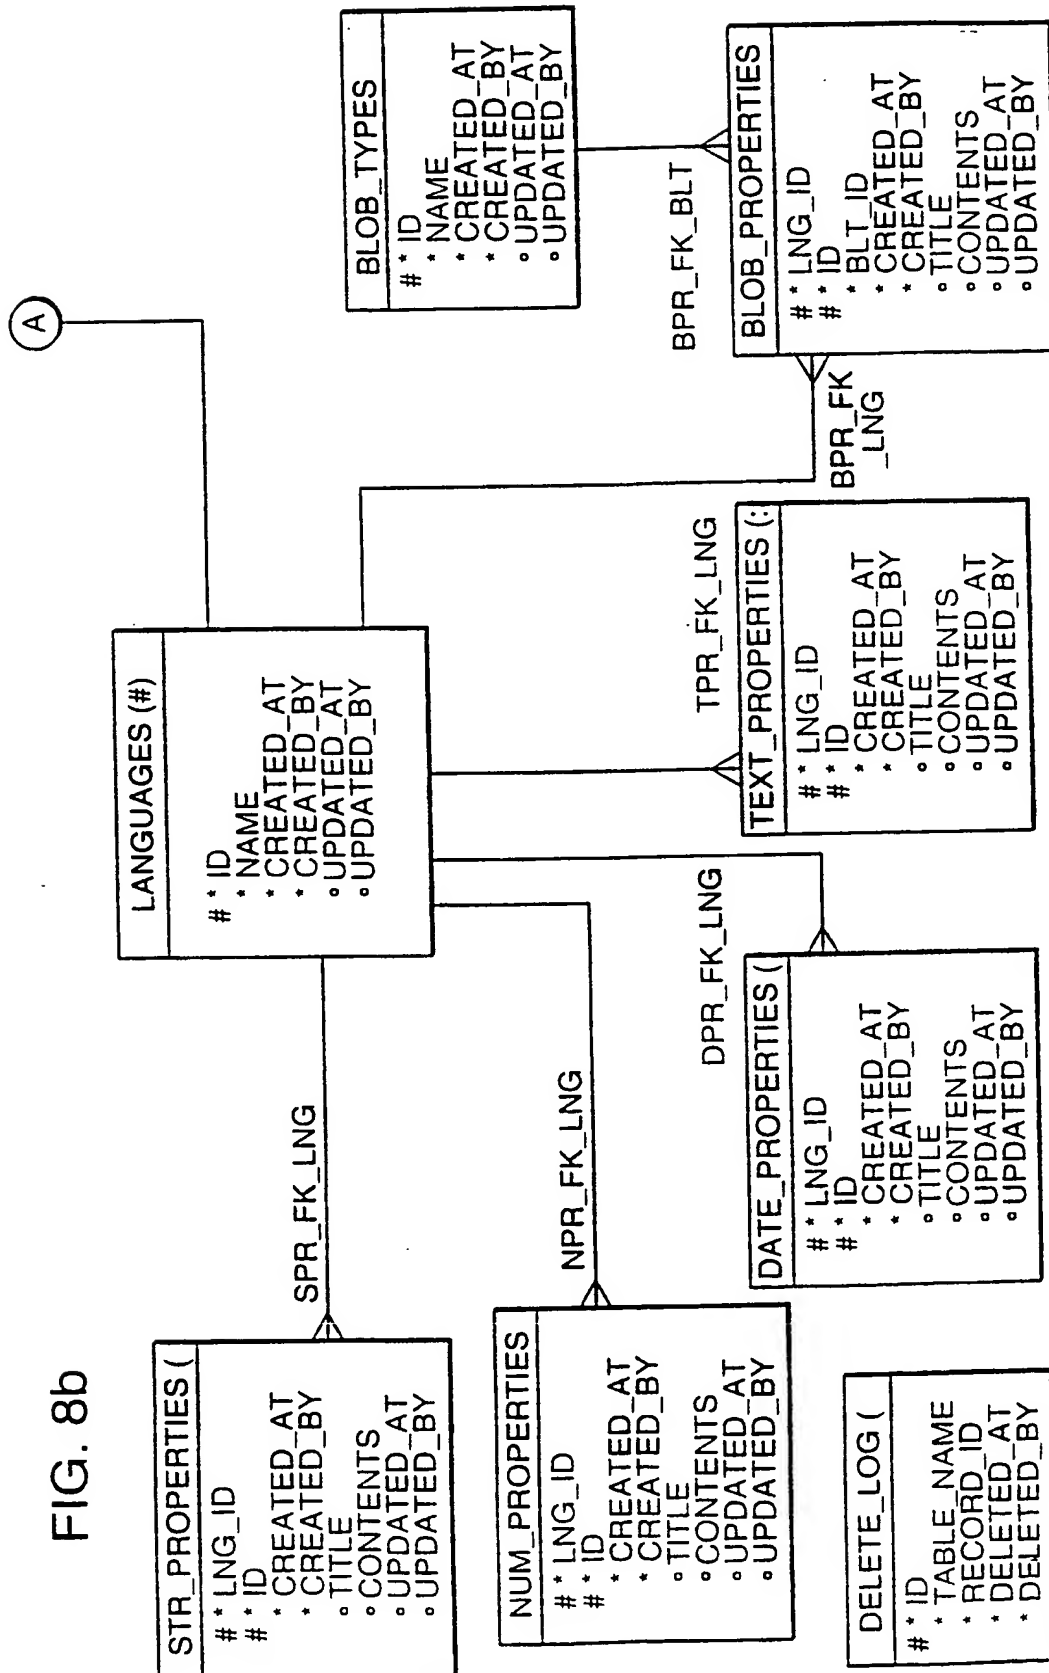 FIG. 8b
STR_PROPERTIES (
# * LNG_ID
# * ID
* CREATED_AT
* CREATED_BY
° TITLE
° CONTENTS
° UPDATED_AT
° UPDATED_BY
SPR_FK_LNG
LANGUAGES (#)
# * ID
* NAME
* CREATED_AT
* CREATED_BY
° UPDATED_AT
° UPDATED_BY
A
NUM_PROPERTIES
# * LNG_ID
# * ID
* CREATED_AT
* CREATED_BY
° TITLE
° CONTENTS
° UPDATED_AT
° UPDATED_BY
NPR_FK_LNG
BLOB_TYPES
# * ID
* NAME
* CREATED_AT
* CREATED_BY
° UPDATED_AT
° UPDATED_BY
DELETE_LOG (
# * ID
* TABLE_NAME
* RECORD_ID
* DELETED_AT
* DELETED_BY
DPR_FK_LNG
DATE_PROPERTIES (
# * LNG_ID
# * ID
* CREATED_AT
* CREATED_BY
° TITLE
° CONTENTS
° UPDATED_AT
° UPDATED_BY
TPR_FK_LNG
TEXT_PROPERTIES (:
# * LNG_ID
# * ID
* CREATED_AT
* CREATED_BY
° TITLE
° CONTENTS
° UPDATED_AT
° UPDATED_BY
BPR_FK
_LNG
BPR_FK_BLT
BLOB_PROPERTIES
# * LNG_ID
# * ID
* BLT_ID
* CREATED_AT
* CREATED_BY
° TITLE
° CONTENTS
° UPDATED_AT
° UPDATED_BY